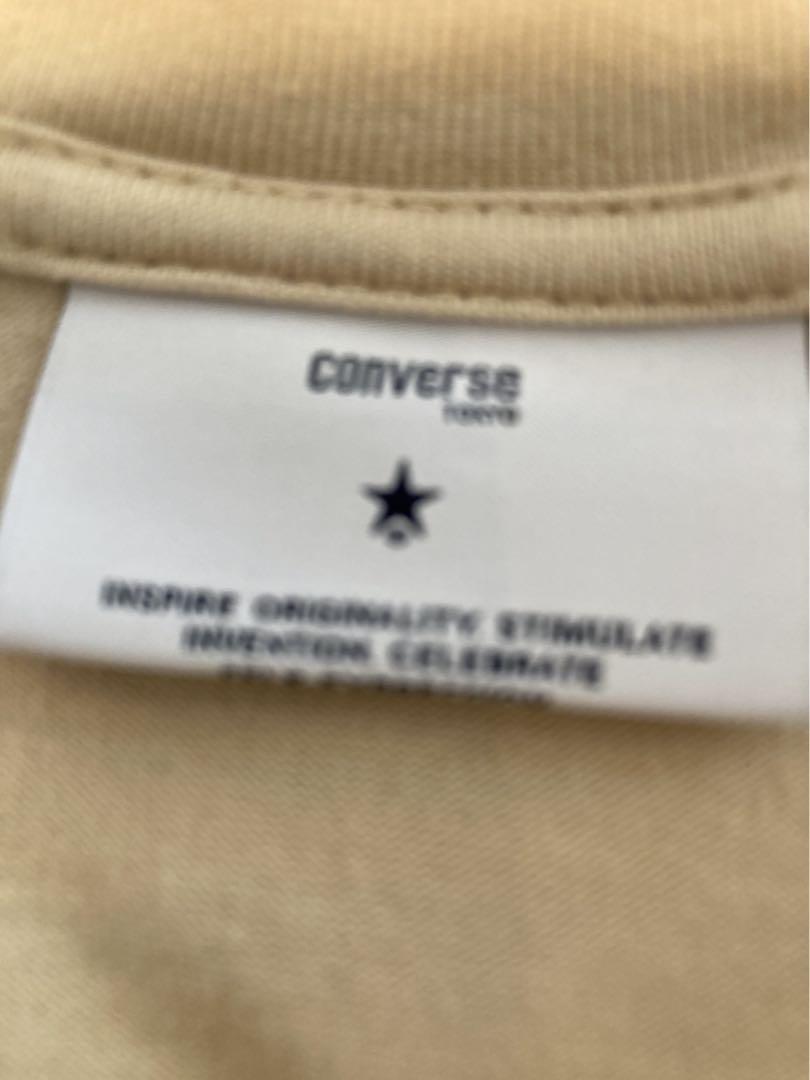 converse
TOKYO
INSPIRE ORIGINALITY STIMULATE
INVENTION CELEBRATE